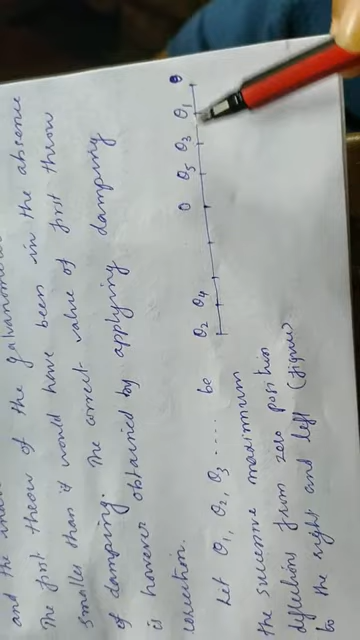 and the
The first throw of the galvanometer
smaller than it would have been in the absence
of damping. The correct value of first throw
is however obtained by applying damping
correction.
Let θ1, θ2, θ3 .... be
the successive maximum
deflections from zero position
to the right and left (figure
θ2 θ4 0 θ5 θ3 θ1 θ